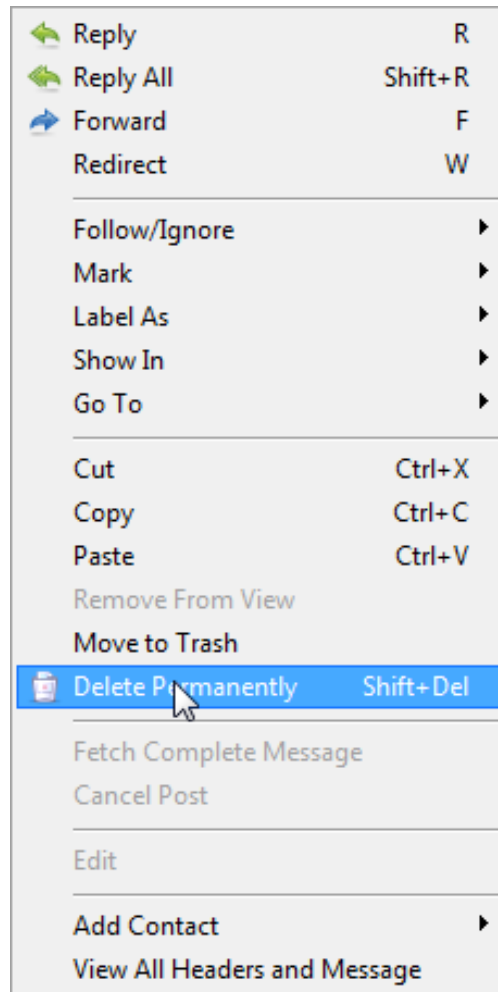 Reply R
Reply All Shift+R
Forward F
Redirect W
Follow/Ignore
Mark
Label As
Show In
Go To
Cut Ctrl+X
Copy Ctrl+C
Paste Ctrl+V
Remove From View
Move to Trash
Delete Permanently Shift+Del
Fetch Complete Message
Cancel Post
Edit
Add Contact
View All Headers and Message